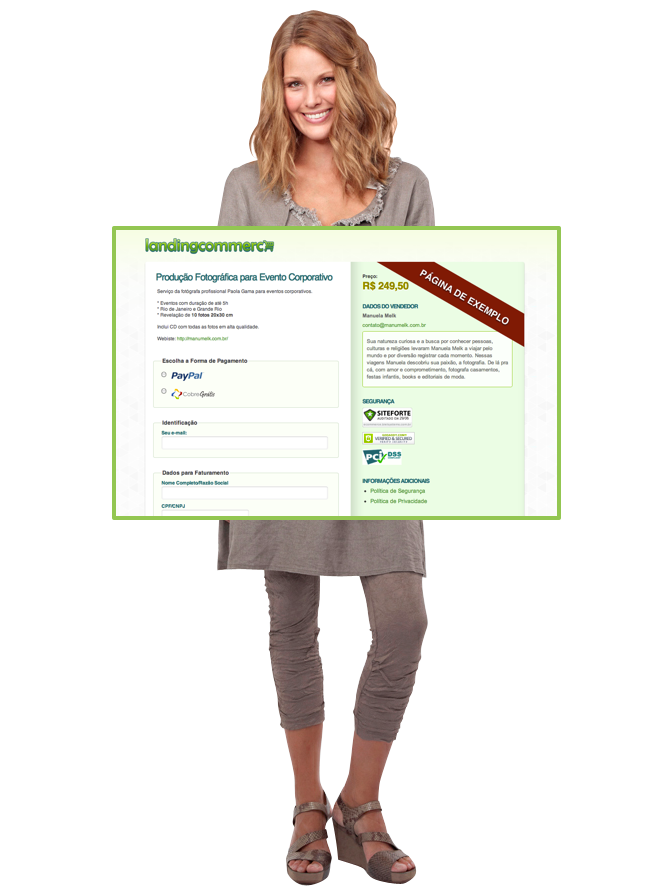 landingcommerc
Produção Fotográfica para Evento Corporativo
Serviço da fotógrafa profissional Paola Gama para eventos corporativos.
* Eventos com duração de até 5h
* Rio de Janeiro e Grande Rio
* Revelação de 10 fotos 20x30 cm
Inclui CD com todas as fotos em alta qualidade.
Webiste: http://manumelk.com.br/
Escolha a Forma de Pagamento
PayPal
CobreGrátis
Identificação
Seu e-mail:
Dados para Faturamento
Nome Completo/Razão Social
CPF/CNPJ
PÁGINA DE EXEMPLO
Preço:
R$ 249,50
DADOS DO VENDEDOR
Manuela Melk
contato@manumelk.com.br
Sua natureza curiosa e a busca por conhecer pessoas,
culturas e religiões levaram Manuela Melk a viajar pelo
mundo e por diversão registrar cada momento. Nessas
viagens Manuela descobriu sua paixão, a fotografia. De lá pra
cá, com amor e comprometimento, fotografa casamentos,
festas infantis, books e editoriais de moda.
SEGURANÇA
SITEFORTE
VERIFIED & SECURED
PCI DSS
INFORMAÇÕES ADICIONAIS
• Política de Segurança
• Política de Privacidade